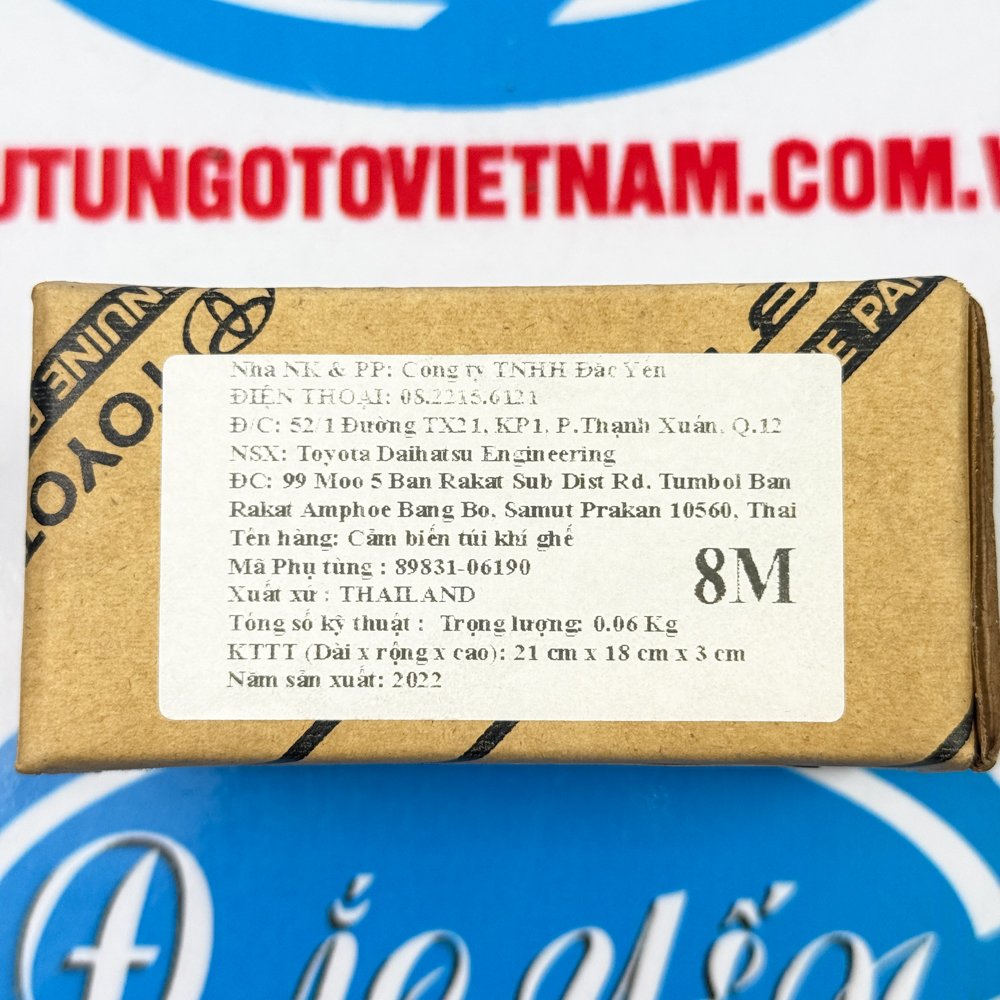 UTUNGOTOVIETNAM.COM.V
NUINE P
TOYOT
E PA
Nhà NK & PP: Công ty TNHH Đắc Yến
ĐIỆN THOẠI: 08.2215.6121
Đ/C: 52/1 Đường TX21, KP1, P.Thạnh Xuân, Q.12
NSX: Toyota Daihatsu Engineering
ĐC: 99 Moo 5 Ban Rakat Sub Dist Rd. Tumbol Ban
Rakat Amphoe Bang Bo, Samut Prakan 10560, Thai
Tên hàng: Cảm biến túi khí ghế
Mã Phụ tùng : 89831-06190
8M
Xuất xứ : THAILAND
Tông số kỹ thuật : Trọng lượng: 0.06 Kg
KTTT (Dài x rộng x cao): 21 cm x 18 cm x 3 cm
Năm sản xuất: 2022
Đắc Yến